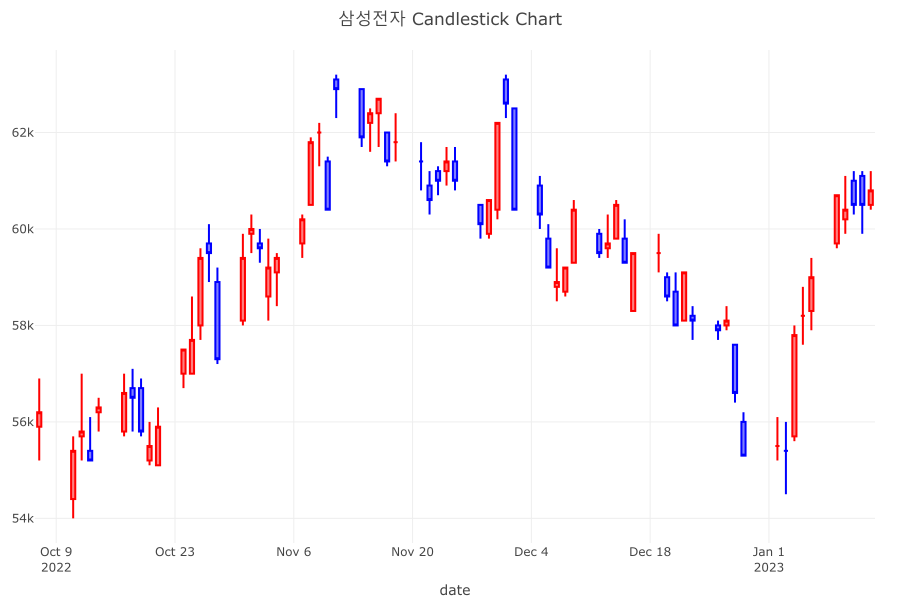 삼성전자 Candlestick Chart
62k
60k
58k
56k
54k
Oct 9
2022
Oct 23
Nov 6
Nov 20
Dec 4
Dec 18
Jan 1
2023
date